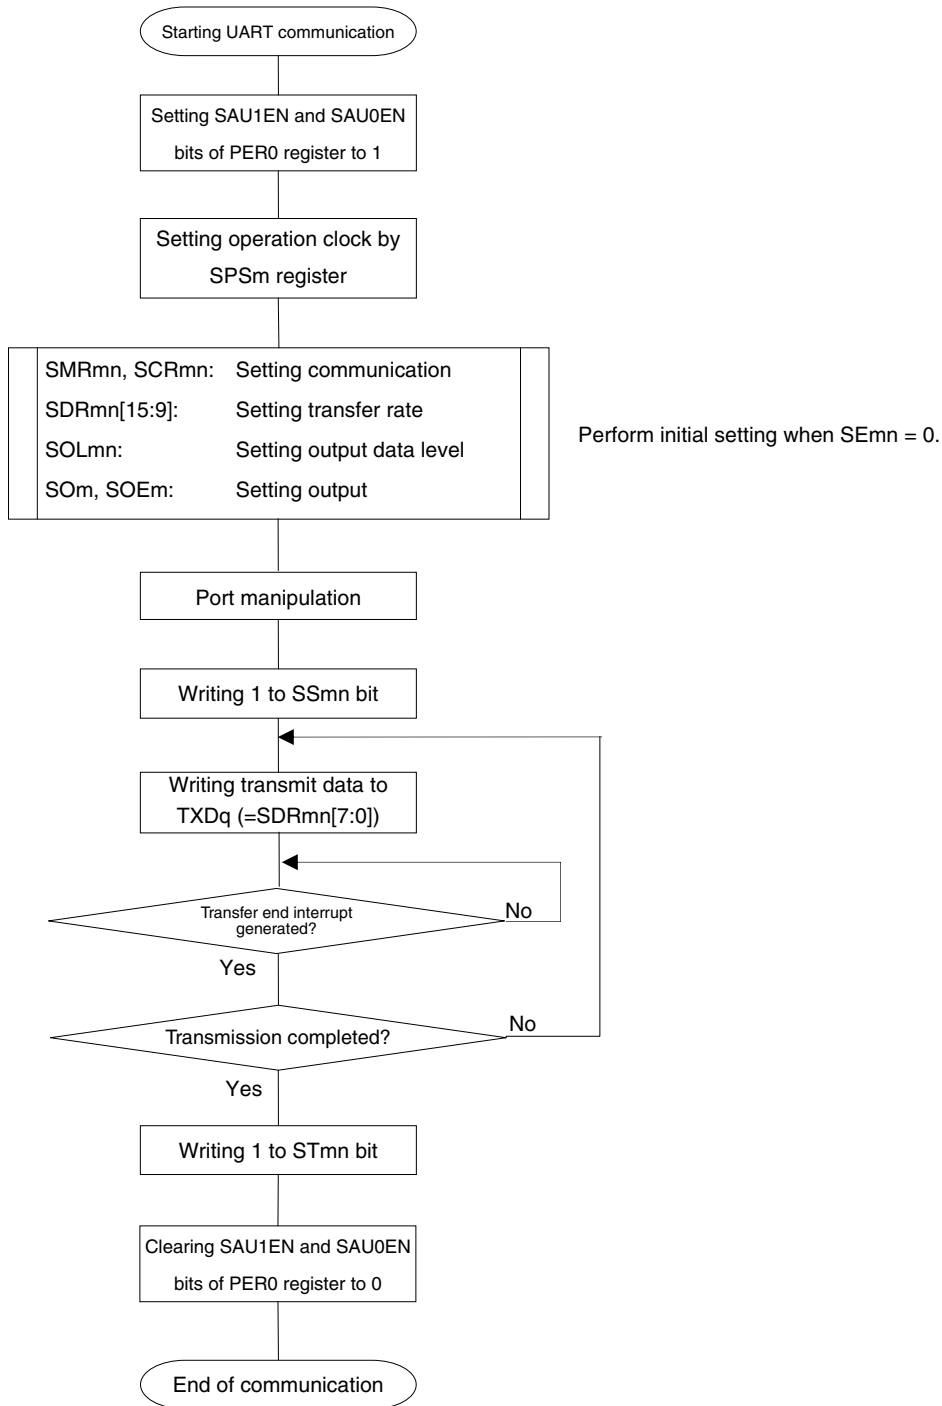 Starting UART communication
Setting SAU1EN and SAU0EN
bits of PER0 register to 1
Setting operation clock by
SPSm register
SMRmn, SCRmn: Setting communication
SDRmn[15:9]: Setting transfer rate
SOLmn: Setting output data level
SOm, SOEm: Setting output
Perform initial setting when SEmn = 0.
Port manipulation
Writing 1 to SSmn bit
Writing transmit data to
TXDq (=SDRmn[7:0])
Transfer end interrupt
generated?
No
Yes
Transmission completed?
No
Yes
Writing 1 to STmn bit
Clearing SAU1EN and SAU0EN
bits of PER0 register to 0
End of communication